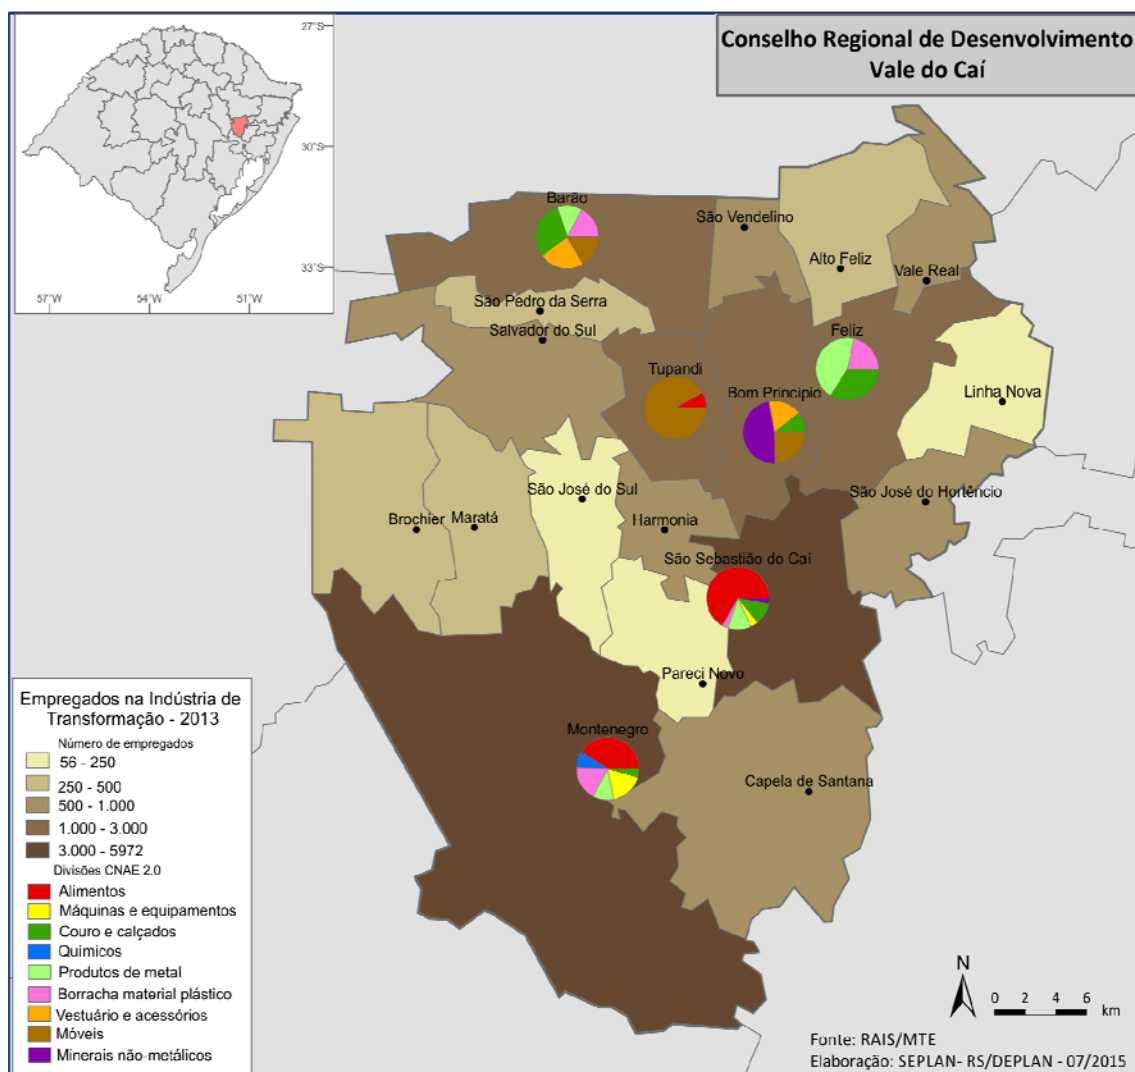 Conselho Regional de Desenvolvimento
Vale do Caí
27°S
30°S
33°S
57°W
54°W
51°W
Barão
São Vendelino
Alto Feliz
Vale Real
São Pedro da Serra
Salvador do Sul
Feliz
Tupandi
Bom Principio
Linha Nova
São José do Sul
São José do Hortêncio
Brochier
Maratá
Harmonia
São Sebastião do Caí
Pareci Novo
Montenegro
Capela de Santana
Empregados na Indústria de
Transformação - 2013
Número de empregados
56 - 250
250 - 500
500 - 1.000
1.000 - 3.000
3.000 - 5972
Divisões CNAE 2.0
Alimentos
Máquinas e equipamentos
Couro e calçados
Químicos
Produtos de metal
Borracha material plástico
Vestuário e acessórios
Móveis
Minerais não-metálicos
N
0 2 4 6
km
Fonte: RAIS/MTE
Elaboração: SEPLAN- RS/DEPLAN - 07/2015